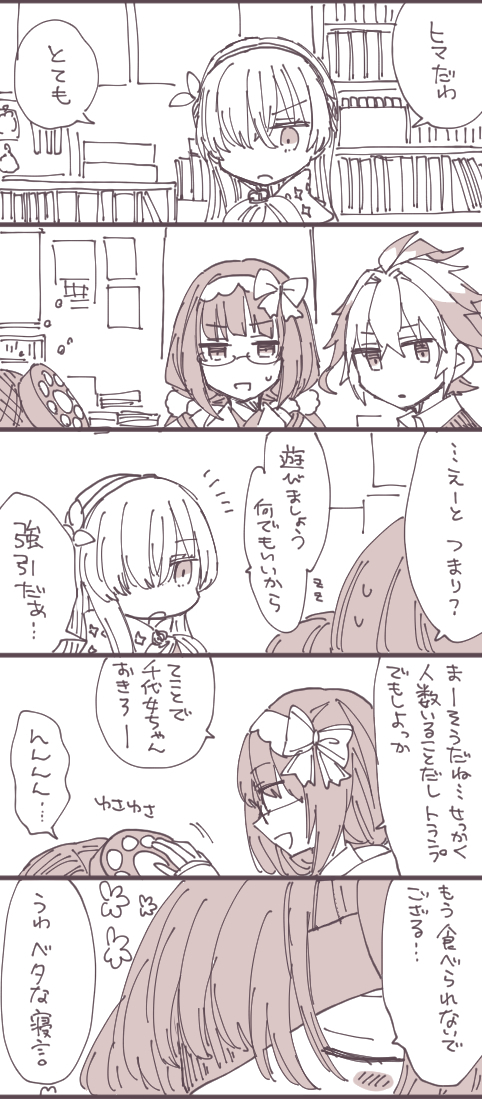 ヒマだわ
とても
…えーと つまり?
遊びましょう
何でもいいから
zz
強引だぁ…
まーそうだね…せっかく
人数いることだし トランプ
でもしよっか
てことで
千代女ちゃん
おきろー
ゆさゆさ
んんんん…
もう食べられないで
ござる…
うわ ベタな寝言。